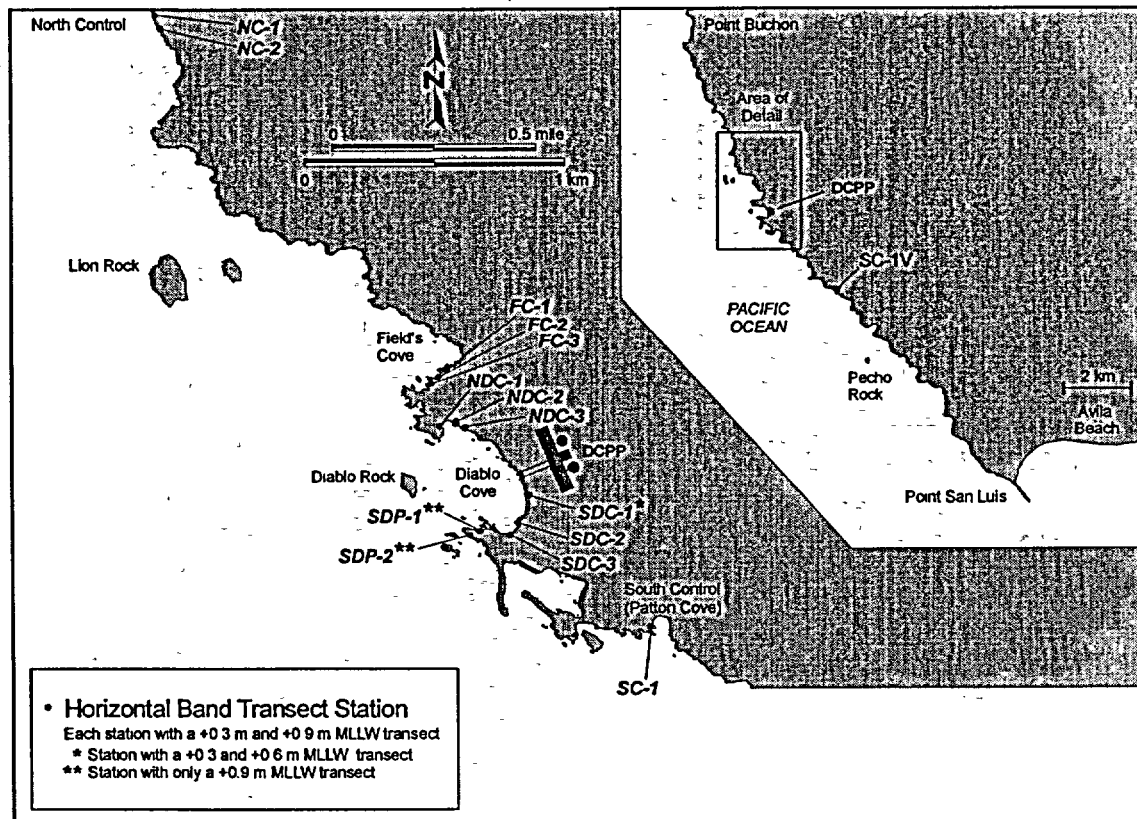 North Control
NC-1
NC-2
N
0 0.5 mile
0 1 km
Lion Rock
FC-1
FC-2
FC-3
Field's
Cove
NDC-1
NDC-2
NDC-3
DCPP
Diablo Rock
Diablo
Cove
SDC-1*
SDP-1**
SDC-2
SDP-2**
SDC-3
South Control
(Patton Cove)
SC-1
Point Buchon
Area of
Detail
DCPP
SC-1V
PACIFIC
OCEAN
Pecho
Rock
2 km
Avila
Beach
Point San Luis
• Horizontal Band Transect Station
Each station with a +0 3 m and +0 9 m MLLW transect
* Station with a +0 3 and +0 6 m MLLW transect
** Station with only a +0.9 m MLLW transect